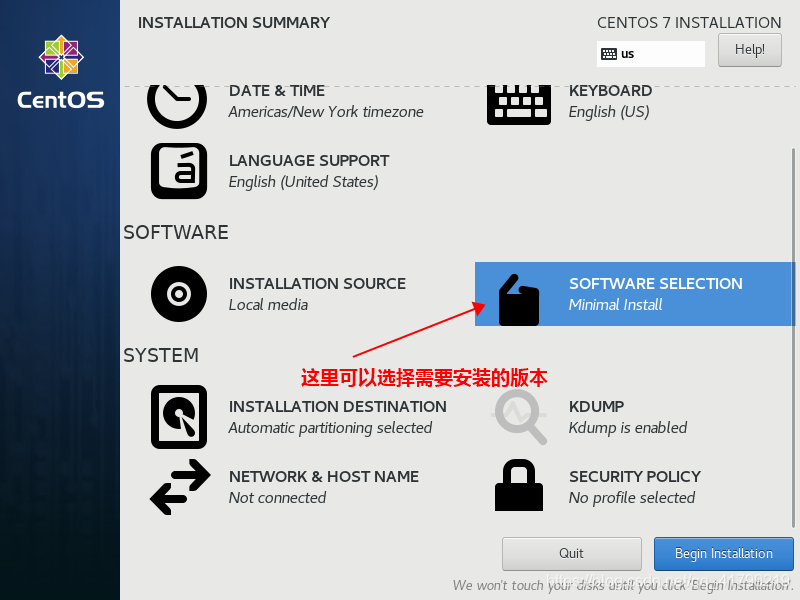 INSTALLATION SUMMARY
CENTOS 7 INSTALLATION
us
Help!
CentOS
DATE & TIME
Americas/New York timezone
KEYBOARD
English (US)
LANGUAGE SUPPORT
English (United States)
SOFTWARE
INSTALLATION SOURCE
Local media
SOFTWARE SELECTION
Minimal Install
SYSTEM
这里可以选择需要安装的版本
INSTALLATION DESTINATION
Automatic partitioning selected
KDUMP
Kdump is enabled
NETWORK & HOST NAME
Not connected
SECURITY POLICY
No profile selected
Quit
Begin Installation
We won't touch your disks until you click 'Begin Installation'.